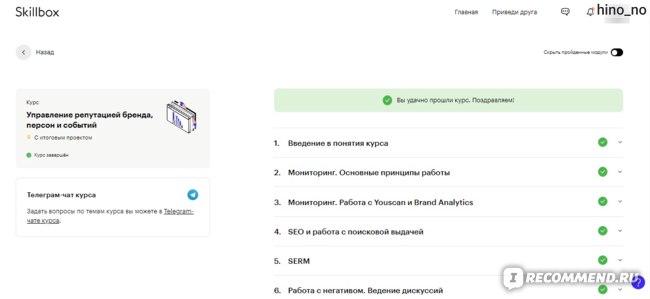 Skillbox
Главная
Приведи друга
hino_no
Назад
Скрыть пройденные модули
Курс
Управление репутацией бренда,
персон и событий
С итоговым проектом
Курс завершён
Телеграм-чат курса
Задать вопросы по темам курса вы можете в Telegram-
чате курса.
Вы удачно прошли курс. Поздравляем!
1. Введение в понятия курса
2. Мониторинг. Основные принципы работы
3. Мониторинг. Работа с Youscan и Brand Analytics
4. SEO и работа с поисковой выдачей
5. SERM
6. Работа с негативом. Ведение дискуссий
I RECOMMEND.RU
?